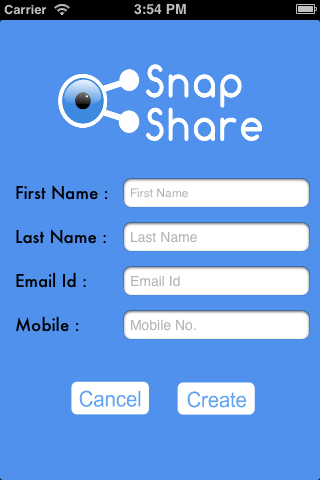 Carrier 3:54 PM
Snap
Share
First Name : First Name
Last Name : Last Name
Email Id : Email Id
Mobile : Mobile No.
Cancel Create